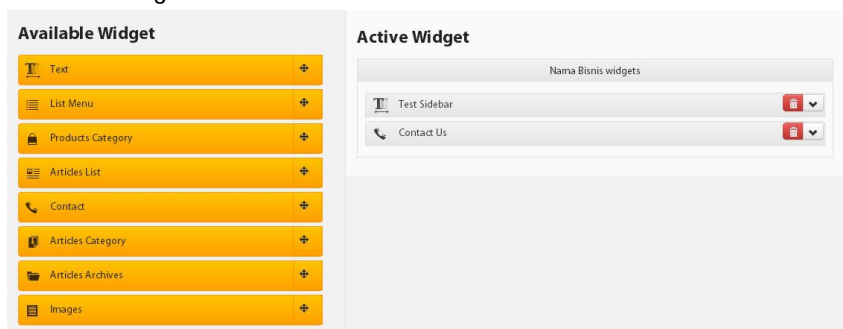 Available Widget
Text
List Menu
Products Category
Articles List
Contact
Articles Category
Articles Archives
Images
Active Widget
Nama Bisnis widgets
Test Sidebar
Contact Us